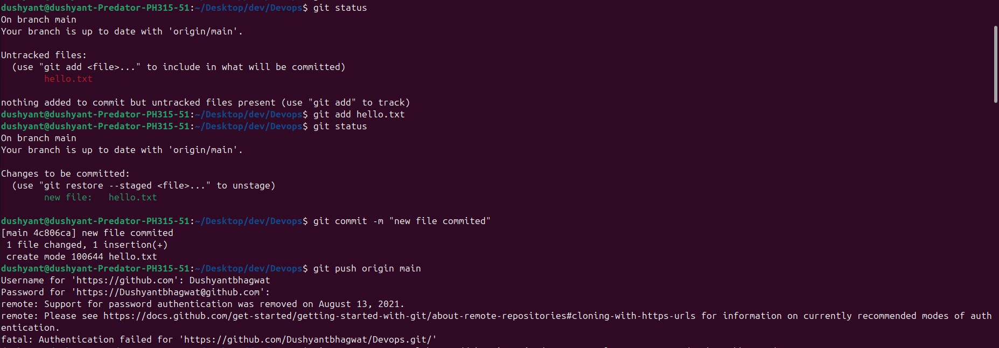 dushyant@dushyant-Predator-PH315-51:~/Desktop/dev/Devops$ git status
On branch main
Your branch is up to date with 'origin/main'.
Untracked files:
  (use "git add <file>..." to include in what will be committed)
        hello.txt
nothing added to commit but untracked files present (use "git add" to track)
dushyant@dushyant-Predator-PH315-51:~/Desktop/dev/Devops$ git add hello.txt
dushyant@dushyant-Predator-PH315-51:~/Desktop/dev/Devops$ git status
On branch main
Your branch is up to date with 'origin/main'.
Changes to be committed:
  (use "git restore --staged <file>..." to unstage)
        new file:   hello.txt
dushyant@dushyant-Predator-PH315-51:~/Desktop/dev/Devops$ git commit -m "new file commited"
[main 4c806ca] new file commited
 1 file changed, 1 insertion(+)
 create mode 100644 hello.txt
dushyant@dushyant-Predator-PH315-51:~/Desktop/dev/Devops$ git push origin main
Username for 'https://github.com': Dushyantbhagwat
Password for 'https://Dushyantbhagwat@github.com':
remote: Support for password authentication was removed on August 13, 2021.
remote: Please see https://docs.github.com/get-started/getting-started-with-git/about-remote-repositories#cloning-with-https-urls for information on currently recommended modes of auth
entication.
fatal: Authentication failed for 'https://github.com/Dushyantbhagwat/Devops.git/'